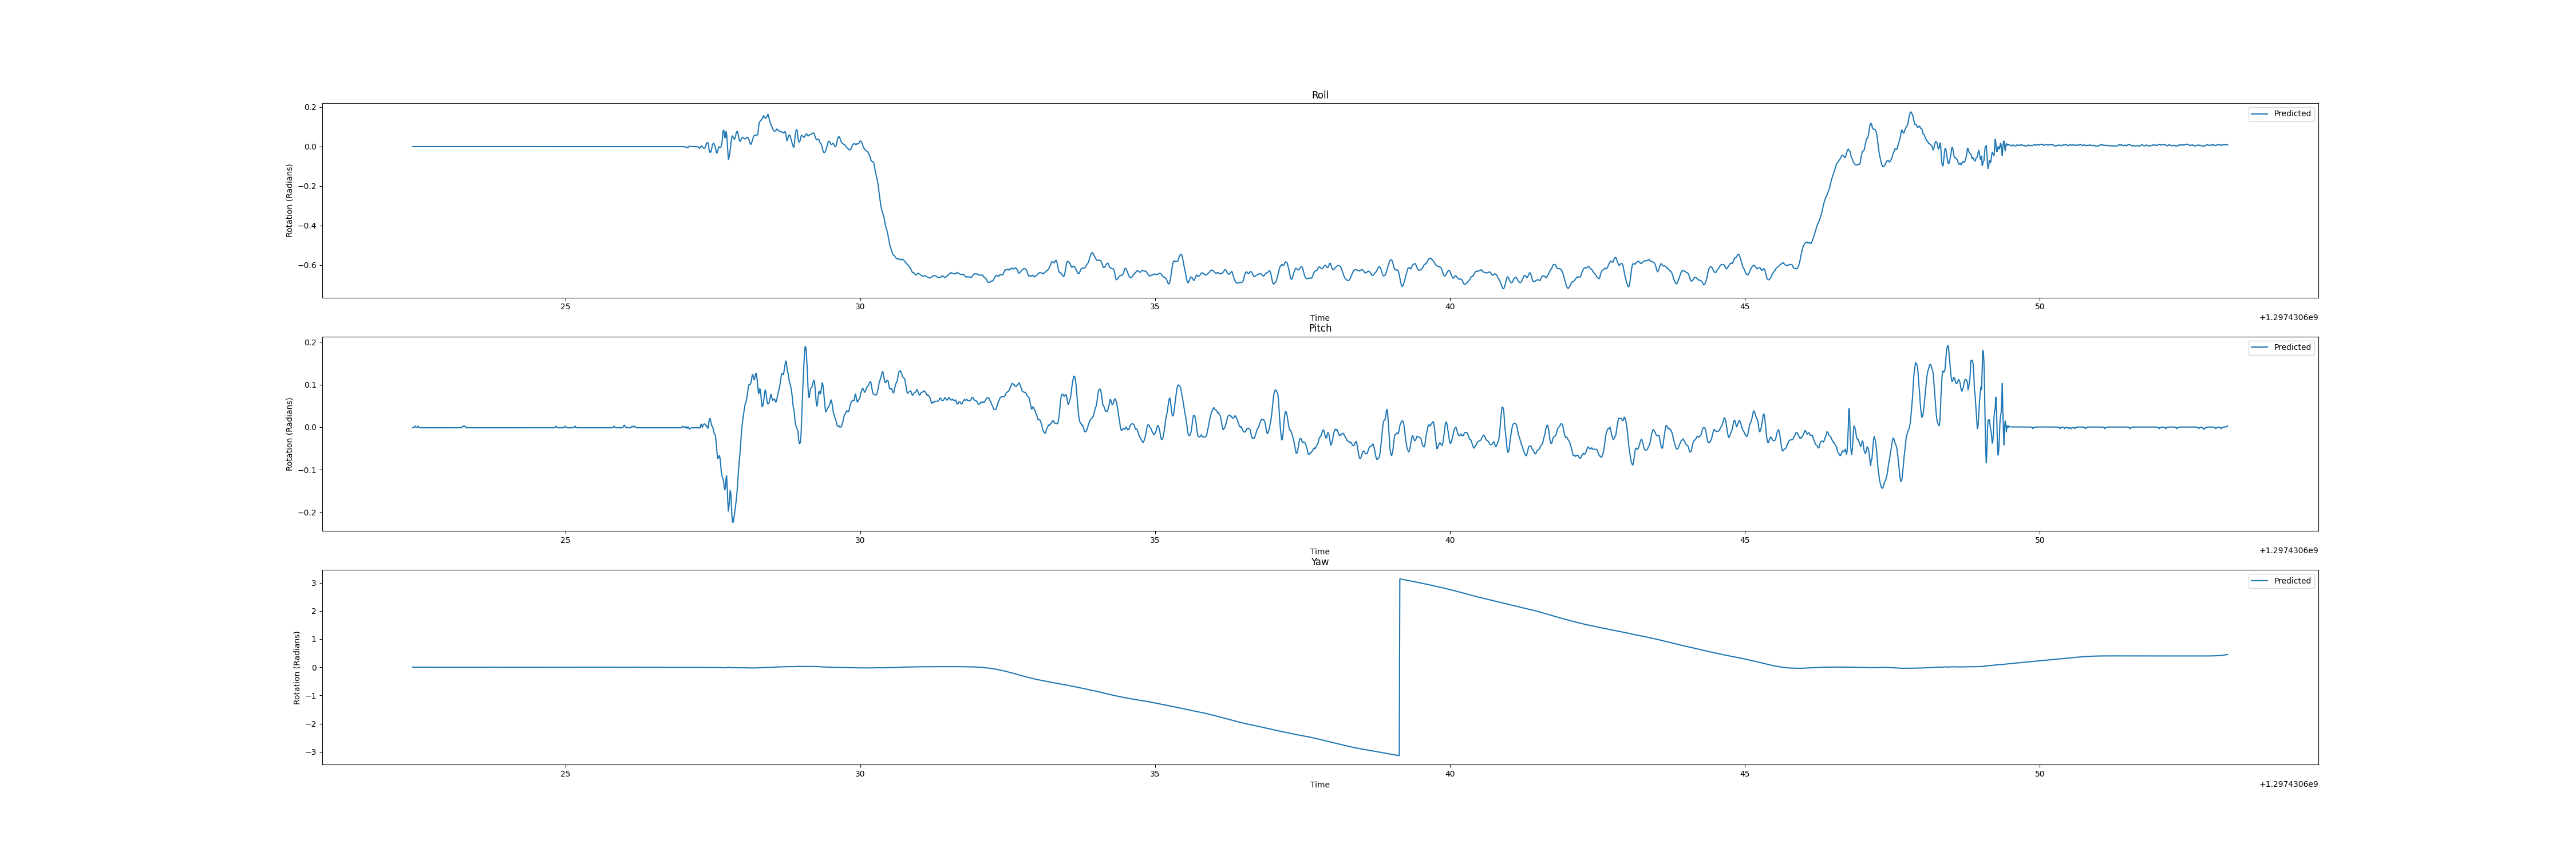 Roll
Predicted
0.2
0.0
−0.2
−0.4
−0.6
Rotation (Radians)
25 30 35 40 45 50
Time
+1.2974306e9
Pitch
Predicted
0.2
0.1
0.0
−0.1
−0.2
Rotation (Radians)
25 30 35 40 45 50
Time
+1.2974306e9
Yaw
Predicted
3
2
1
0
−1
−2
−3
Rotation (Radians)
25 30 35 40 45 50
Time
+1.2974306e9